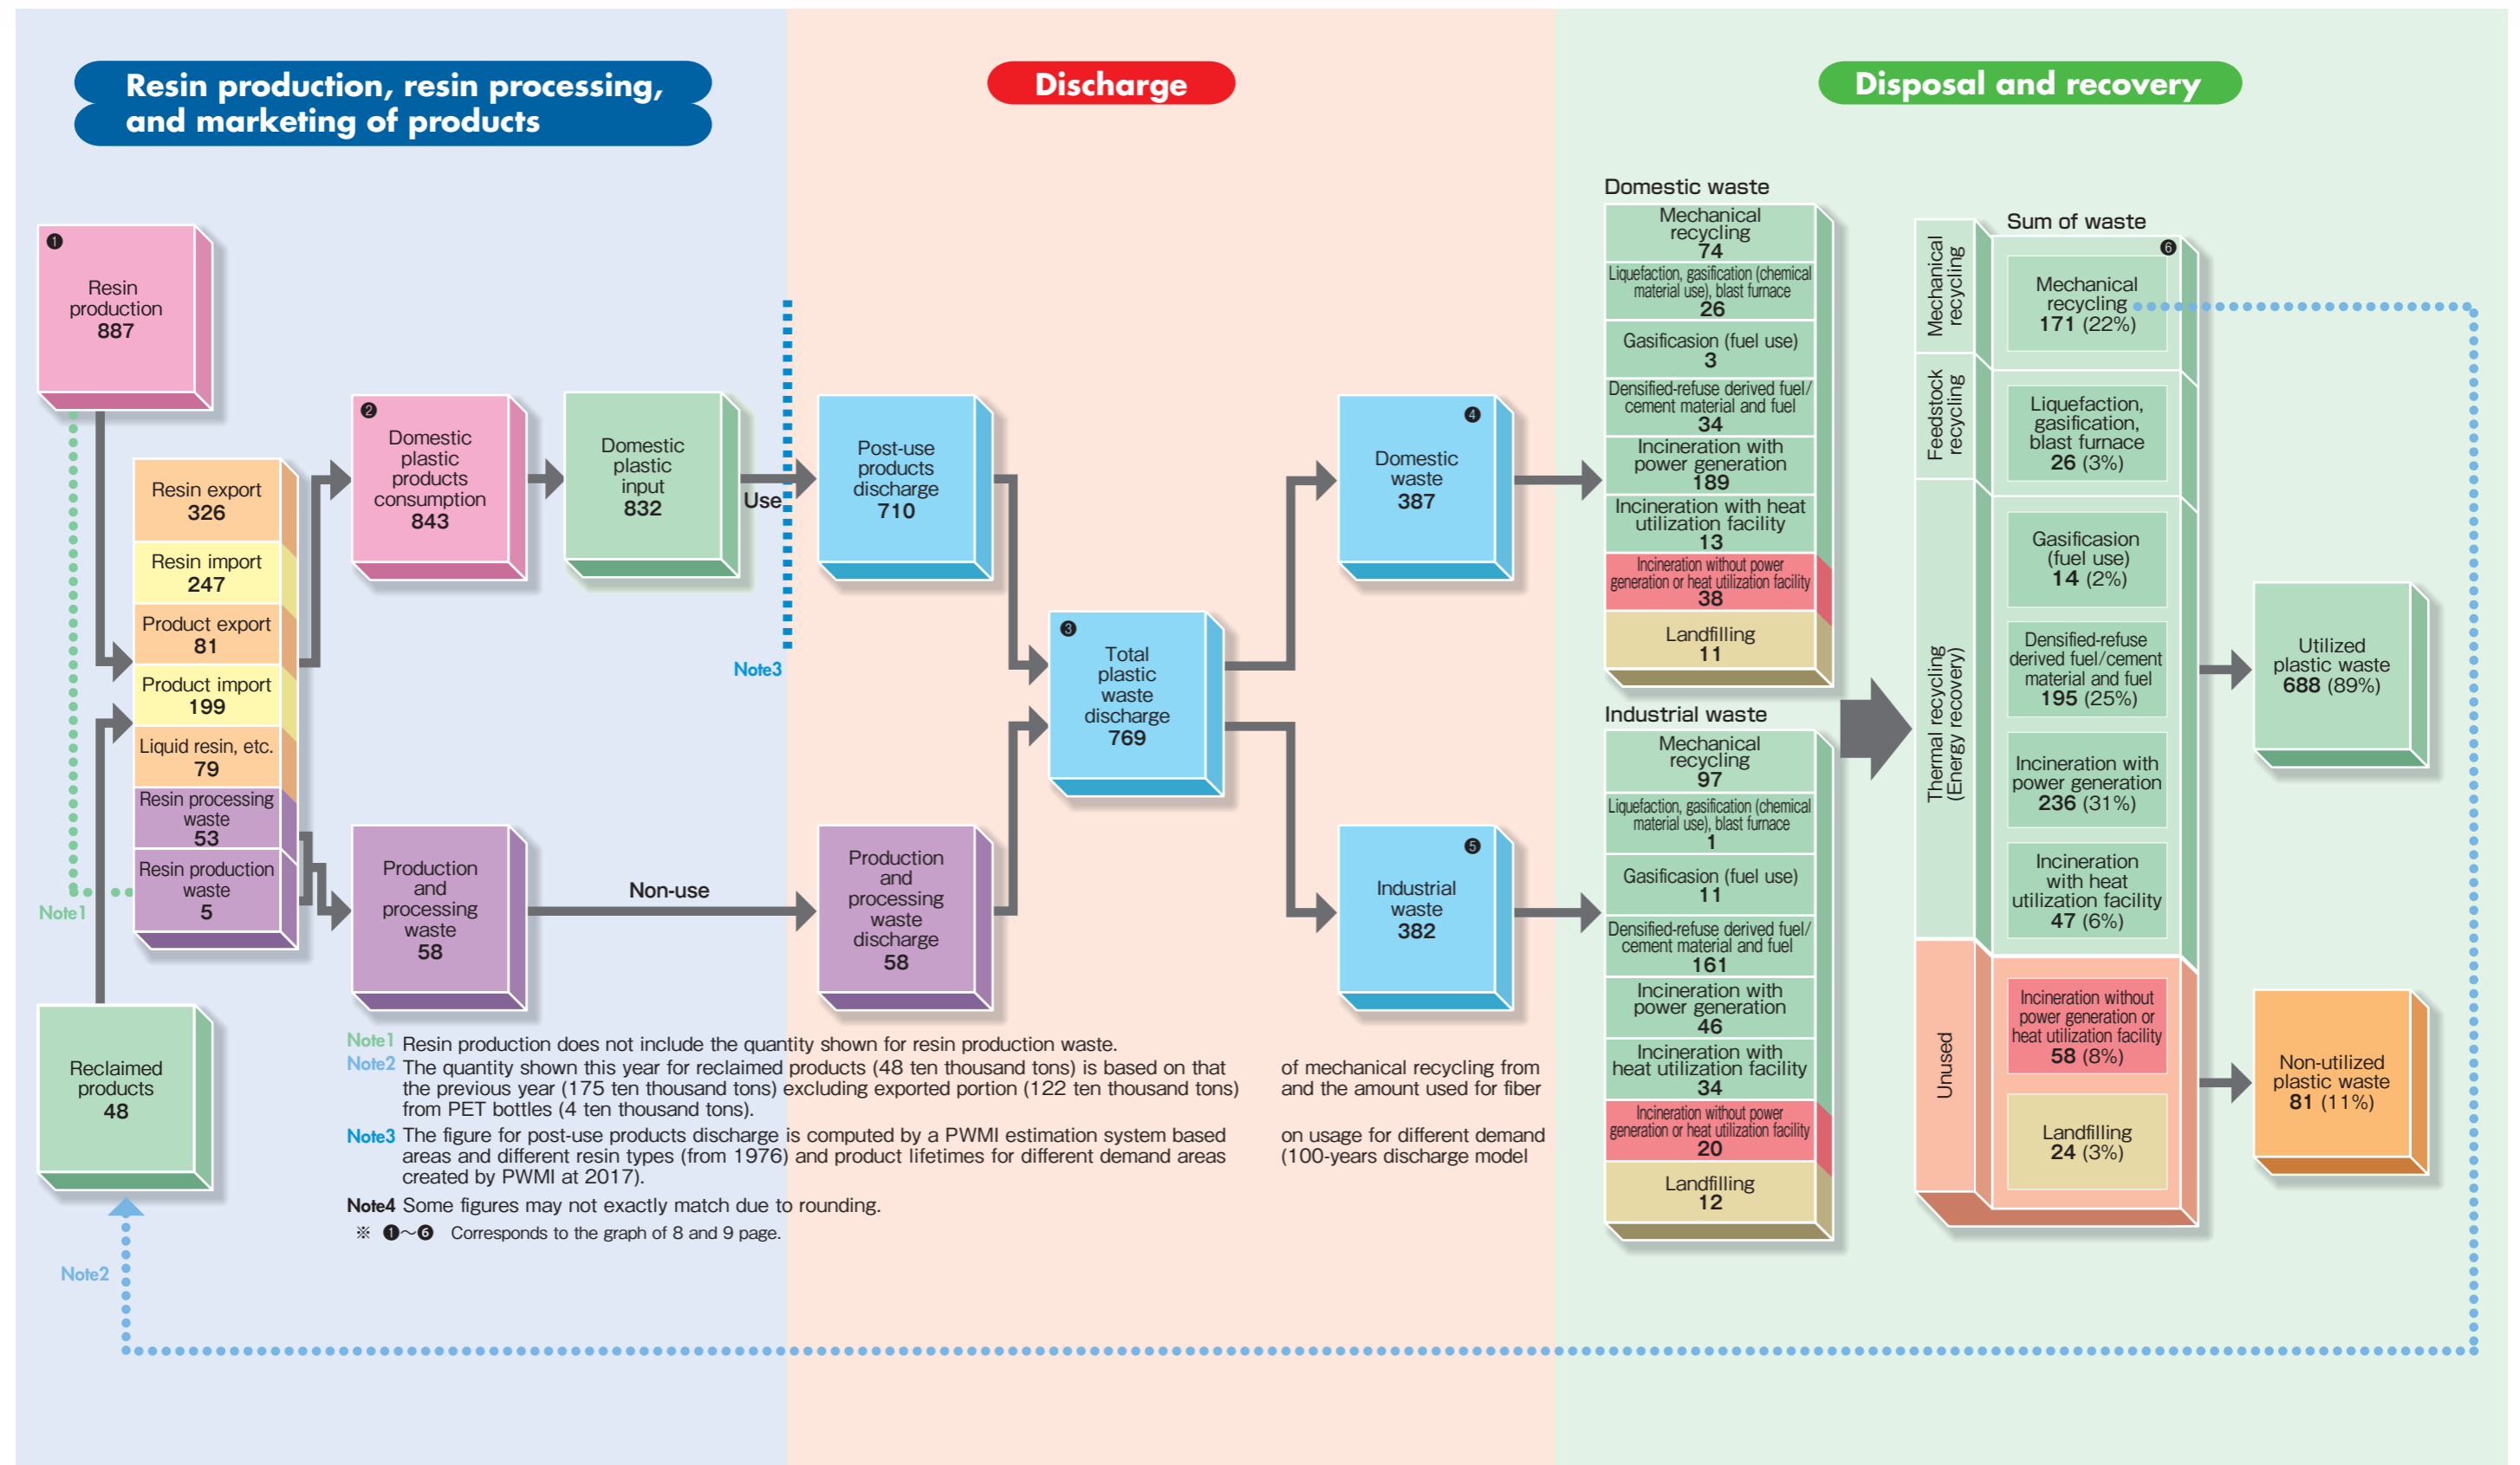 Resin production, resin processing,
and marketing of products
Discharge
Disposal and recovery
❶
Resin
production
887
Resin export
326
Resin import
247
Product export
81
Product import
199
Liquid resin, etc.
79
Resin processing
waste
53
Resin production
waste
5
Note1
Reclaimed
products
48
Note2
❷
Domestic
plastic
products
consumption
843
Domestic
plastic
input
832
Use
Note3
Production
and
processing
waste
58
Non-use
Post-use
products
discharge
710
Production
and
processing
waste
discharge
58
❸
Total
plastic
waste
discharge
769
❹
Domestic
waste
387
❺
Industrial
waste
382
Domestic waste
Mechanical
recycling
74
Liquefaction, gasification (chemical
material use), blast furnace
26
Gasificasion (fuel use)
3
Densified-refuse derived fuel/
cement material and fuel
34
Incineration with
power generation
189
Incineration with heat
utilization facility
13
Incineration without power
generation or heat utilization facility
38
Landfilling
11
Industrial waste
Mechanical
recycling
97
Liquefaction, gasification (chemical
material use), blast furnace
1
Gasificasion (fuel use)
11
Densified-refuse derived fuel/
cement material and fuel
161
Incineration with
power generation
46
Incineration with
heat utilization facility
34
Incineration without power
generation or heat utilization facility
20
Landfilling
12
Sum of waste
❻
Mechanical
recycling
Mechanical
recycling
171 (22%)
Feedstock
recycling
Liquefaction,
gasification,
blast furnace
26 (3%)
Thermal recycling
(Energy recovery)
Gasificasion
(fuel use)
14 (2%)
Densified-refuse
derived fuel/cement
material and fuel
195 (25%)
Incineration with
power generation
236 (31%)
Incineration
with heat
utilization facility
47 (6%)
Unused
Incineration without
power generation or
heat utilization facility
58 (8%)
Landfilling
24 (3%)
Utilized
plastic waste
688 (89%)
Non-utilized
plastic waste
81 (11%)
Note1 Resin production does not include the quantity shown for resin production waste.
Note2 The quantity shown this year for reclaimed products (48 ten thousand tons) is based on that of mechanical recycling from
the previous year (175 ten thousand tons) excluding exported portion (122 ten thousand tons) and the amount used for fiber
from PET bottles (4 ten thousand tons).
Note3 The figure for post-use products discharge is computed by a PWMI estimation system based on usage for different demand
areas and different resin types (from 1976) and product lifetimes for different demand areas (100-years discharge model
created by PWMI at 2017).
Note4 Some figures may not exactly match due to rounding.
※ ❶～❻ Corresponds to the graph of 8 and 9 page.